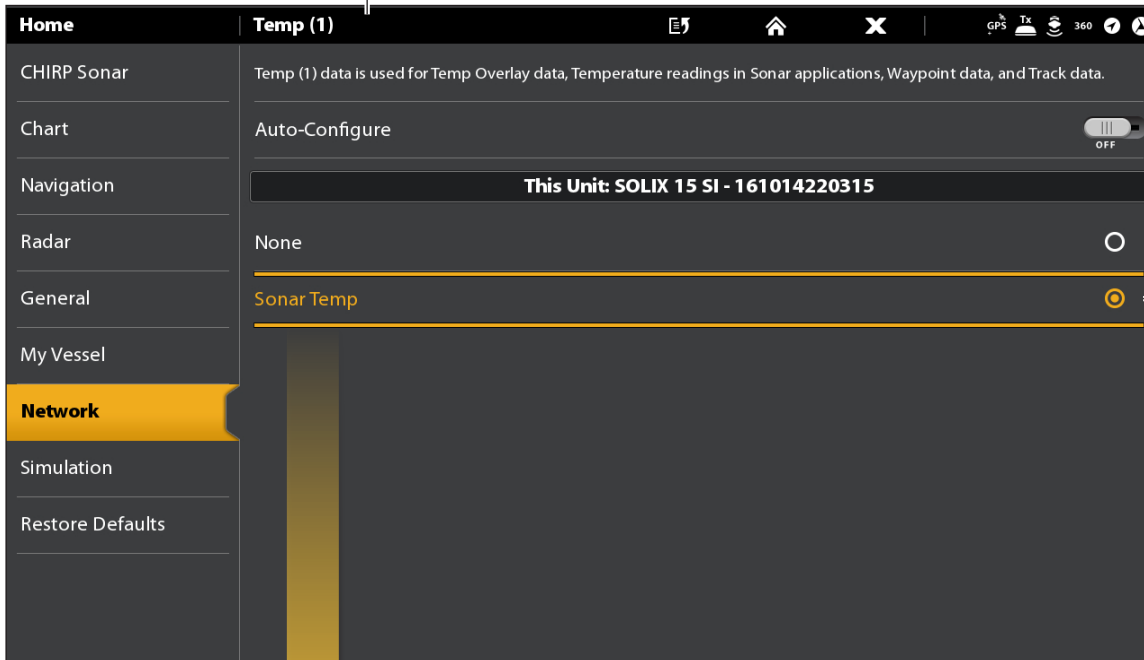 Home
Temp (1)
GPS
Tx
360
CHIRP Sonar
Temp (1) data is used for Temp Overlay data, Temperature readings in Sonar applications, Waypoint data, and Track data.
Chart
Auto-Configure
OFF
Navigation
This Unit: SOLIX 15 SI - 161014220315
Radar
None
General
Sonar Temp
My Vessel
Network
Simulation
Restore Defaults